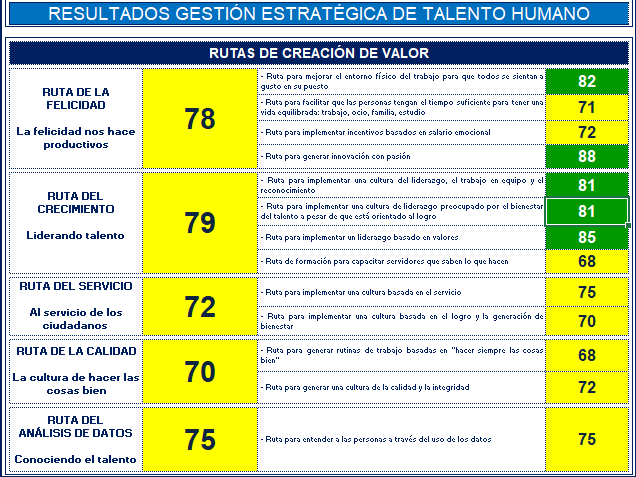 RESULTADOS GESTIÓN ESTRATÉGICA DE TALENTO HUMANO
RUTAS DE CREACIÓN DE VALOR
RUTA DE LA
FELICIDAD
La felicidad nos hace
productivos
78
- Ruta para mejorar el entorno físico del trabajo para que todos se sientan a
gusto en su puesto
82
- Ruta para facilitar que las personas tengan el tiempo suficiente para tener una
vida equilibrada: trabajo, ocio, familia, estudio
71
- Ruta para implementar incentivos basados en salario emocional
72
- Ruta para generar innovación con pasión
88
RUTA DEL
CRECIMIENTO
Liderando talento
79
- Ruta para implementar una cultura del liderazgo, el trabajo en equipo y el
reconocimiento
81
- Ruta para implementar una cultura de liderazgo preocupado por el bienestar
del talento a pesar de que está orientado al logro
81
- Ruta para implementar un liderazgo basado en valores
85
- Ruta de formación para capacitar servidores que saben lo que hacen
68
RUTA DEL SERVICIO
Al servicio de los
ciudadanos
72
- Ruta para implementar una cultura basada en el servicio
75
- Ruta para implementar una cultura basada en el logro y la generación de
bienestar
70
RUTA DE LA CALIDAD
La cultura de hacer las
cosas bien
70
- Ruta para generar rutinas de trabajo basadas en "hacer siempre las cosas
bien"
68
- Ruta para generar una cultura de la calidad y la integridad
72
RUTA DEL
ANÁLISIS DE DATOS
Conociendo el talento
75
- Ruta para entender a las personas a través del uso de los datos
75